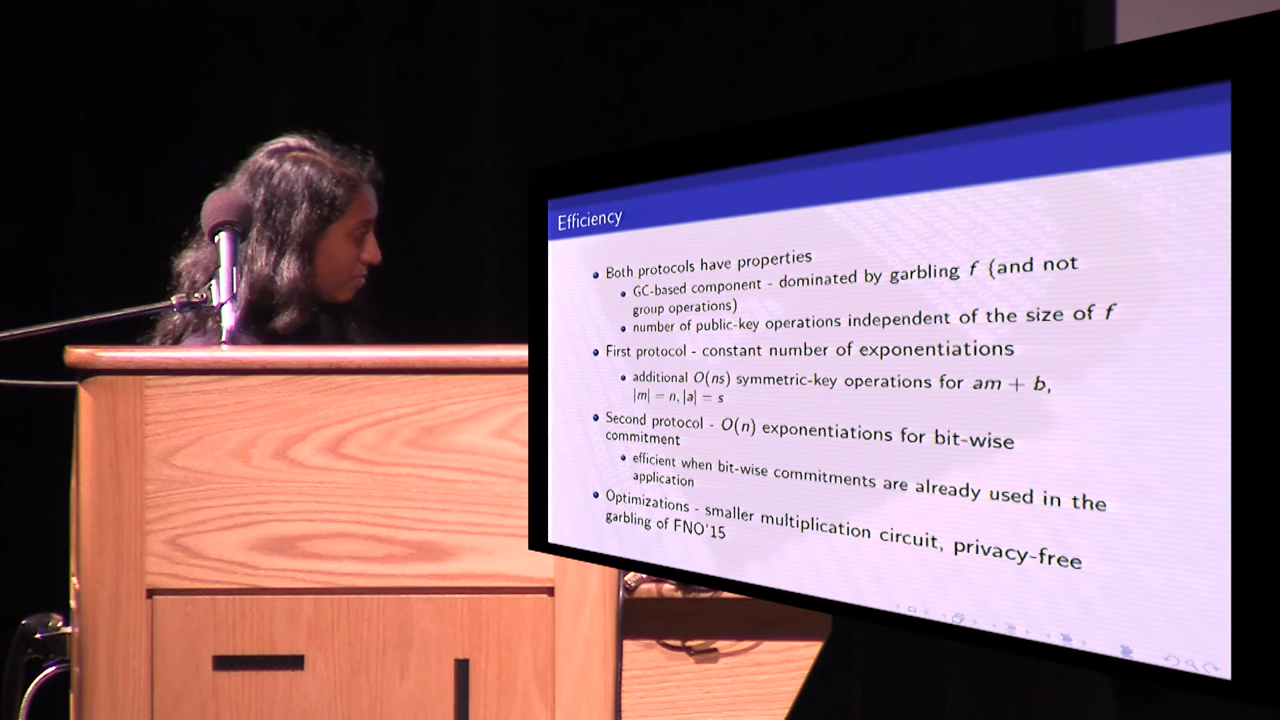 Efficiency
Both protocols have properties
GC-based component - dominated by garbling f (and not
group operations)
number of public-key operations independent of the size of f
First protocol - constant number of exponentiations
additional O(ns) symmetric-key operations for am + b,
|m| = n, |a| = s
Second protocol - O(n) exponentiations for bit-wise
commitment
efficient when bit-wise commitments are already used in the
application
Optimizations - smaller multiplication circuit, privacy-free
garbling of FNO'15